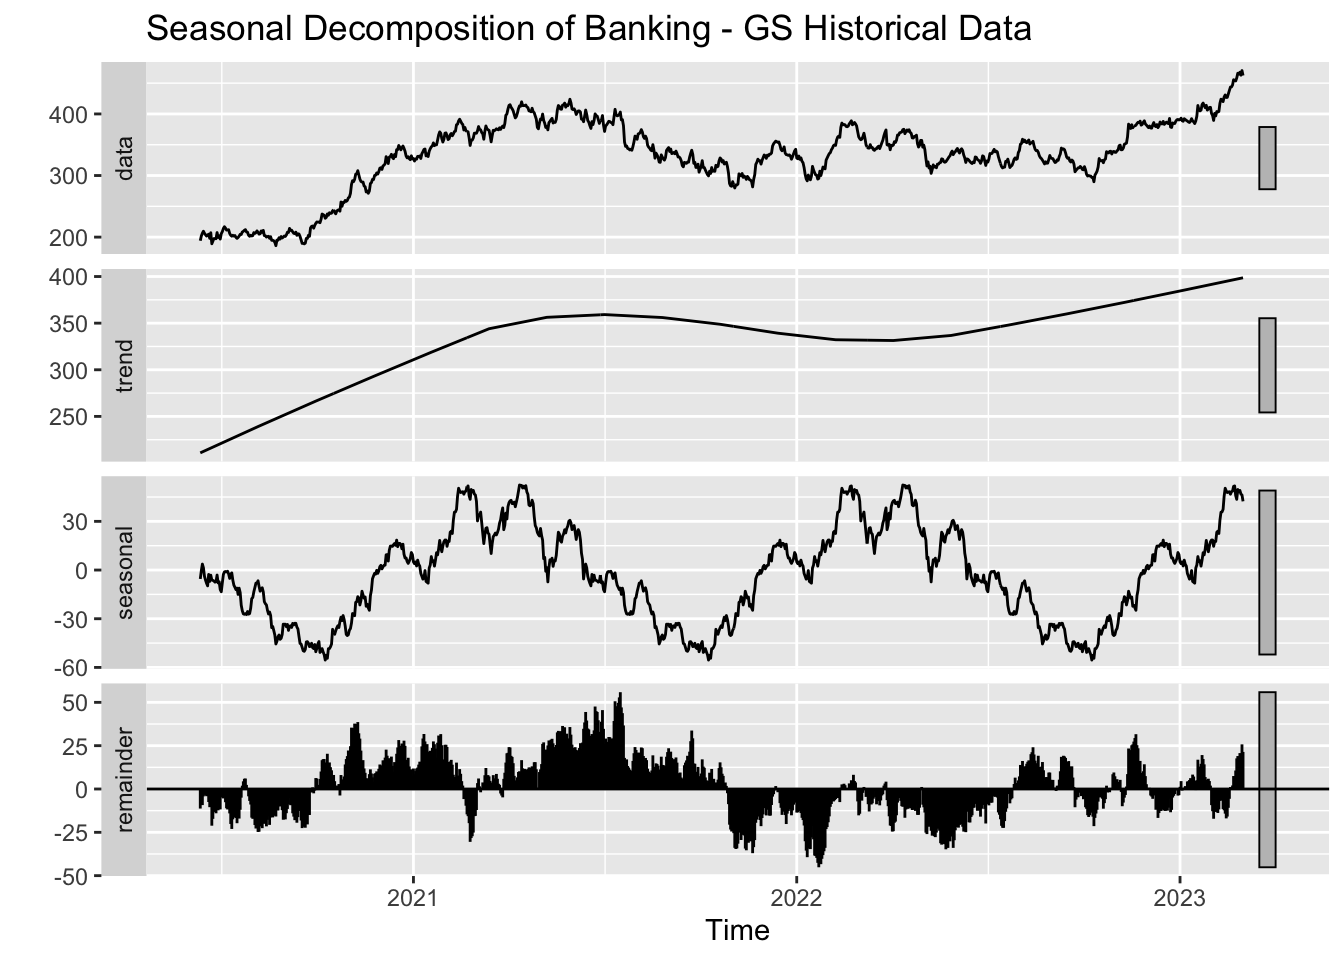 Seasonal Decomposition of Banking - GS Historical Data
data
400
300
200
trend
400
350
300
250
seasonal
30
0
-30
-60
remainder
50
25
0
-25
-50
2021 2022 2023
Time